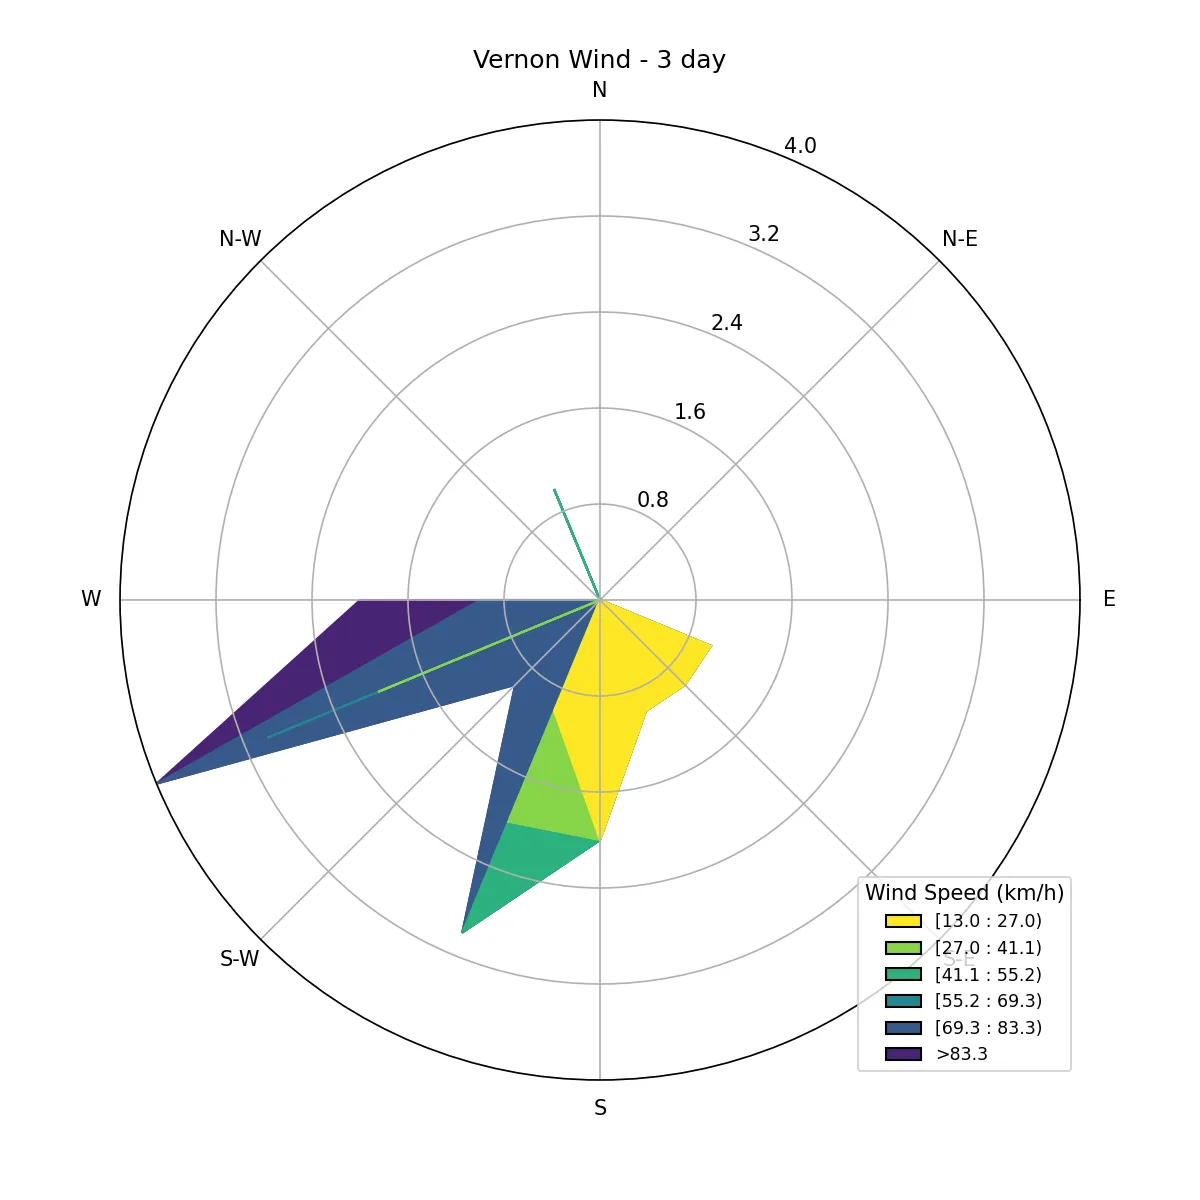 Vernon Wind - 3 day
N
4.0
N-W
3.2
N-E
2.4
1.6
0.8
W
E
Wind Speed (km/h)
[13.0 : 27.0)
[27.0 : 41.1)
S-W
S-E
[41.1 : 55.2)
[55.2 : 69.3)
[69.3 : 83.3)
>83.3
S